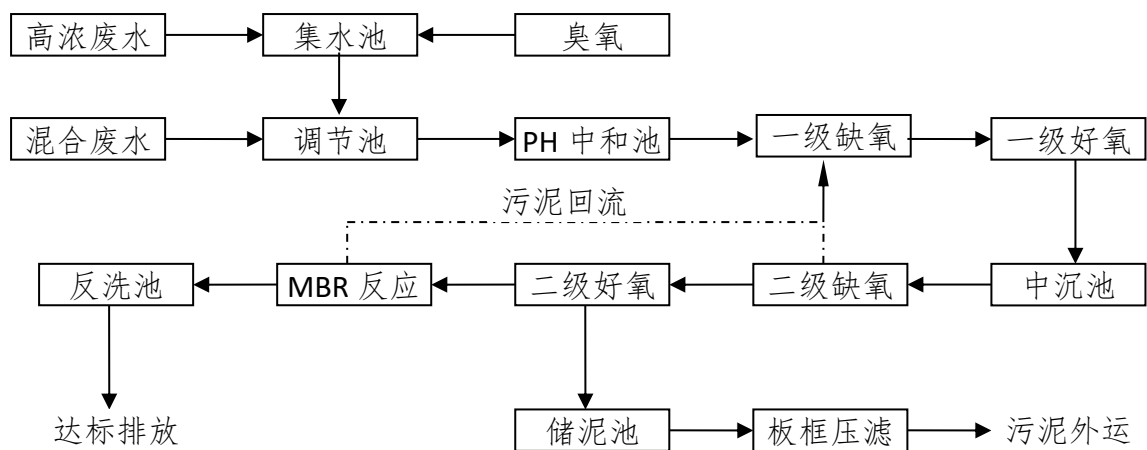 高浓废水 集水池 臭氧
混合废水 调节池 PH 中和池 一级缺氧 一级好氧
污泥回流
反洗池 MBR 反应 二级好氧 二级缺氧 中沉池
达标排放 储泥池 板框压滤 污泥外运